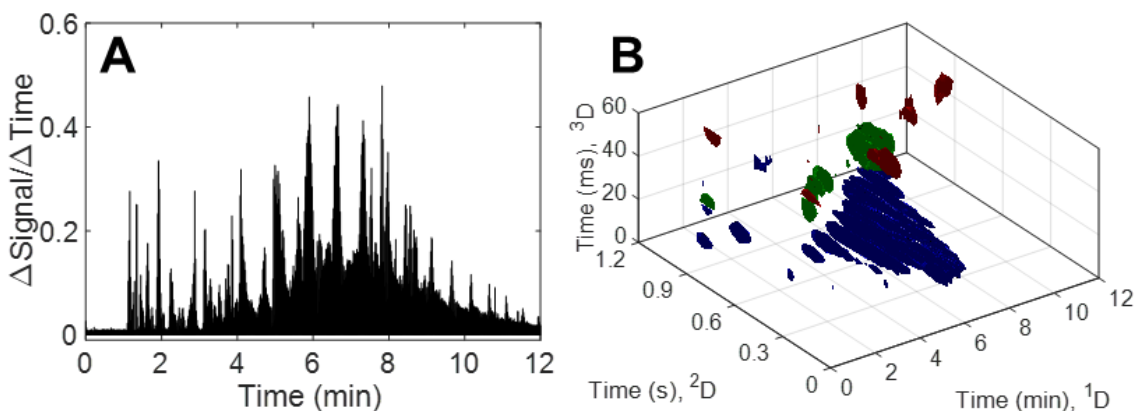 A
0.6
0.4
0.2
0
ΔSignal/Δ Time
0 2 4 6 8 10 12
Time (min)
B
60
40
20
0
Time (ms), ³D
1.2
0.9
0.6
0.3
0
Time (s), ²D
0 2 4 6 8 10 12
Time (min), ¹D